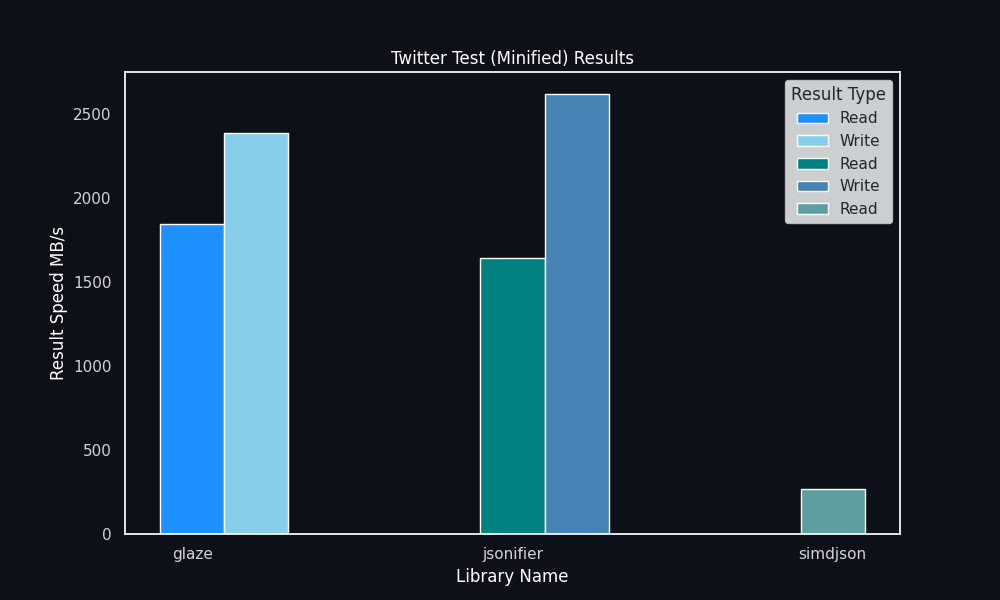 Twitter Test (Minified) Results
Result Type
Read
Write
Read
Write
Read
Result Speed MB/s
2500
2000
1500
1000
500
0
glaze
jsonifier
simdjson
Library Name